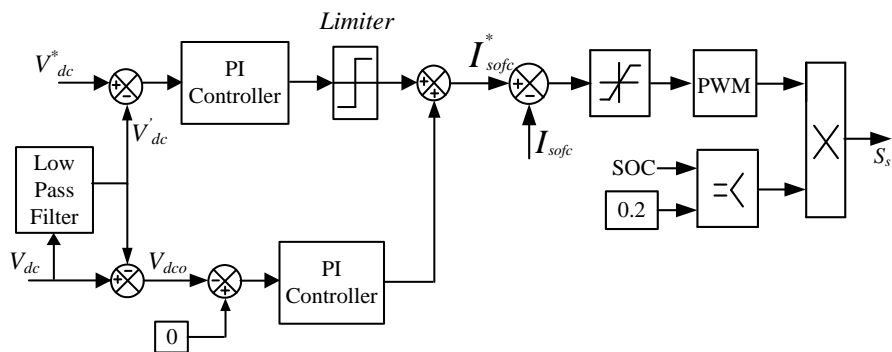 Limiter
V*dc
PI
Controller
I*sofc
PWM
V'dc
Isofc
Low
Pass
Filter
SOC
=<
0.2
Ss
Vdc
Vdco
PI
Controller
0